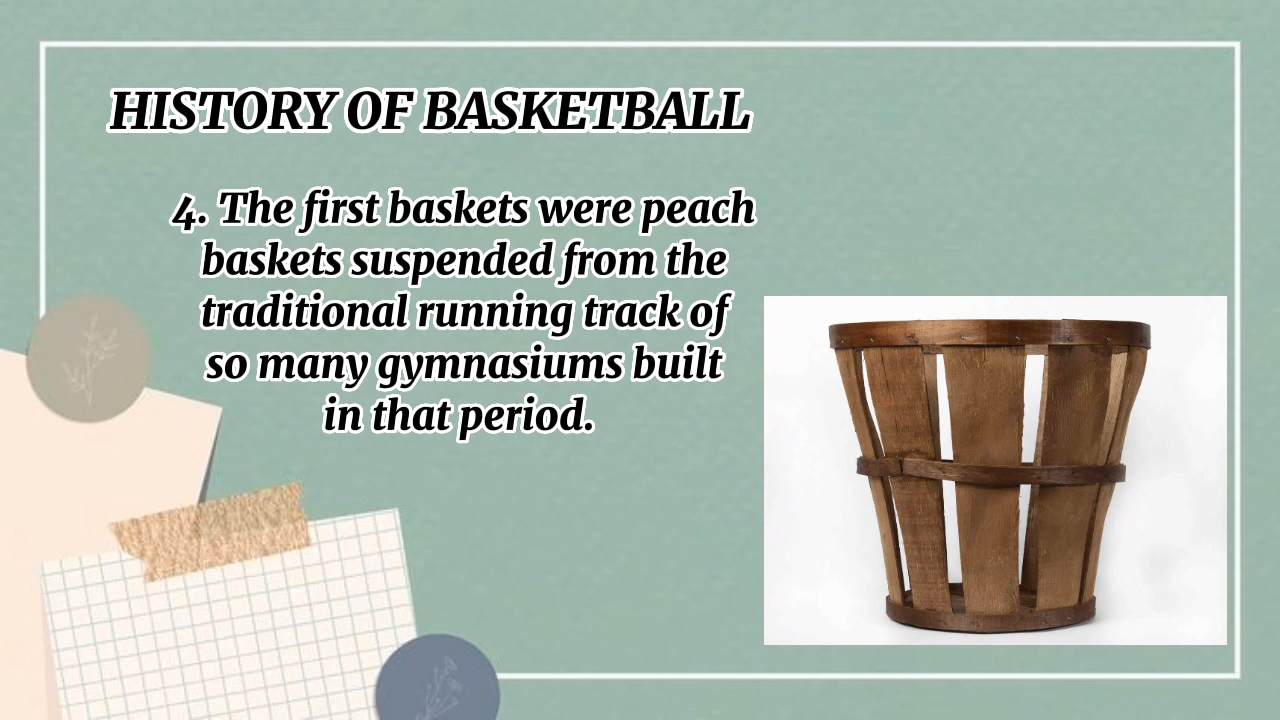 HISTORY OF BASKETBALL
4. The first baskets were peach
baskets suspended from the
traditional running track of
so many gymnasiums built
in that period.